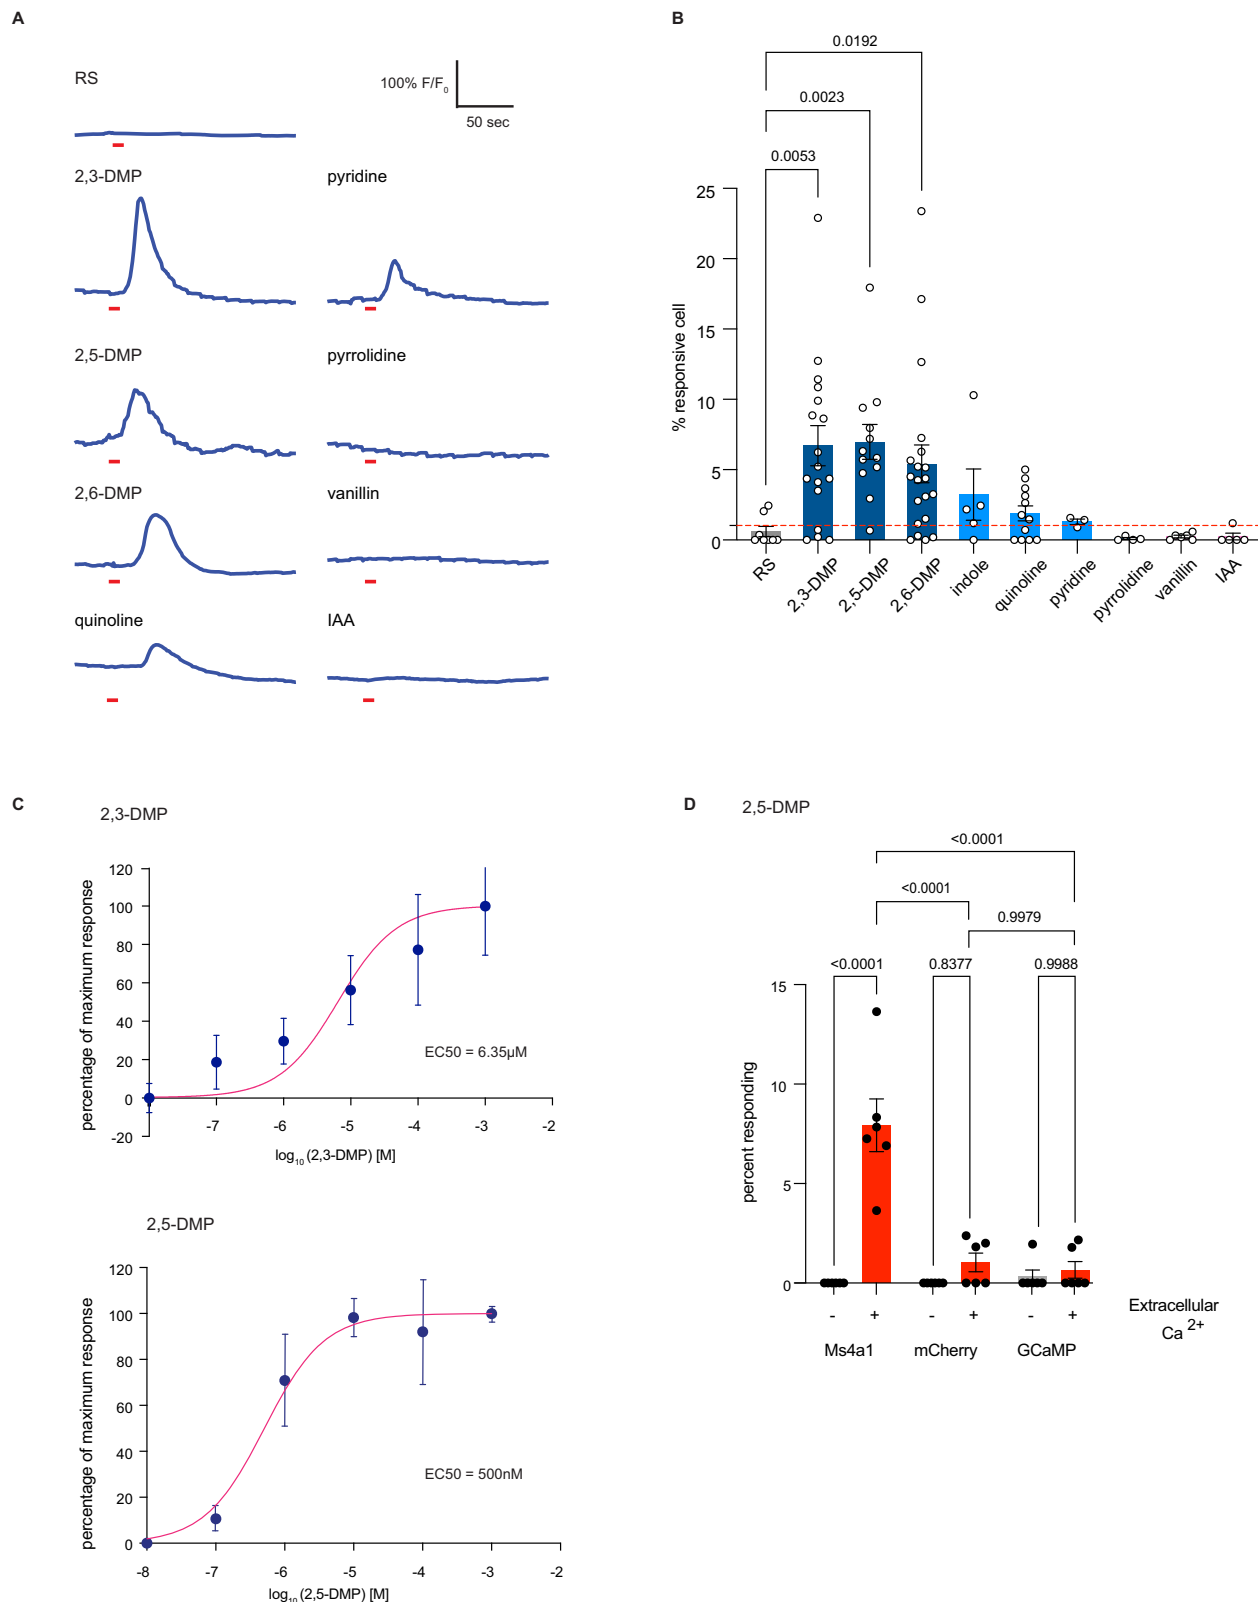 A
RS
100% F/F0
50 sec
2,3-DMP
pyridine
2,5-DMP
pyrrolidine
2,6-DMP
vanillin
quinoline
IAA
B
0.0192
0.0023
0.0053
% responsive cell
25
20
15
10
5
0
RS
2,3-DMP
2,5-DMP
2,6-DMP
indole
quinoline
pyridine
pyrrolidine
vanillin
IAA
C
2,3-DMP
percentage of maximum response
120
100
80
60
40
20
0
-20
EC50 = 6.35µM
-7
-6
-5
-4
-3
-2
log10 (2,3-DMP) [M]
2,5-DMP
percentage of maximum response
120
100
80
60
40
20
0
EC50 = 500nM
-8
-7
-6
-5
-4
-3
-2
log10 (2,5-DMP) [M]
D
2,5-DMP
<0.0001
<0.0001
0.9979
<0.0001
0.8377
0.9988
percent responding
15
10
5
0
- + - + - +
Extracellular
Ca 2+
Ms4a1
mCherry
GCaMP